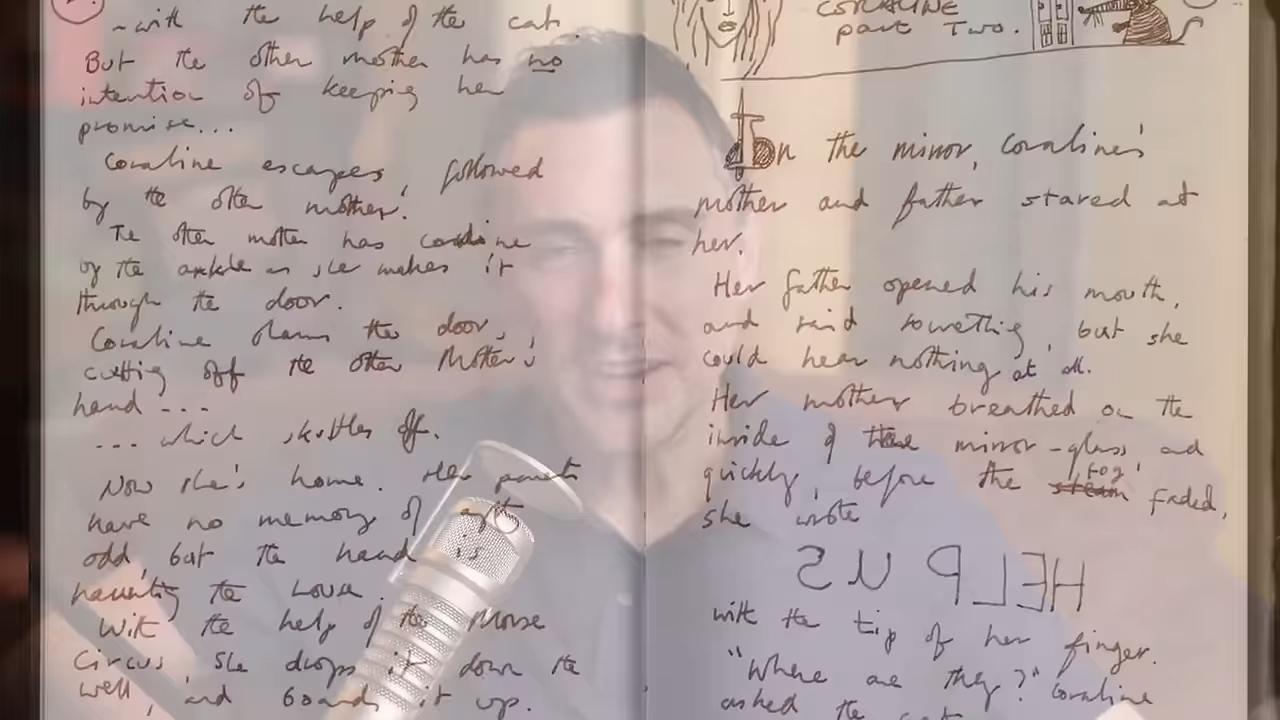 - with the help of the cat.
But the other mother has no
intention of keeping her
promise...
Coraline escapes, followed
by the other mother.
The other mother has coraline
by the ankle as she makes it
through the door.
Coraline slams the door,
cutting off the other Mother's
hand ---
--- which skuttles off.
Now she's home. Her parents
have no memory of
odd, but the hand is
haunting the house.
With the help of the Mouse
Circus she drops it down the
well, and boards it up.
CORALINE
part Two.
In the mirror, Coraline's
mother and father stared at
her.
Her father opened his mouth,
and said something, but she
could hear nothing at all.
Her mother breathed on the
inside of the mirror-glass, and
quickly, before the steam 'fog' faded,
she wrote
HELP US
with the tip of her finger.
"Where are they?" Coraline
asked the cat